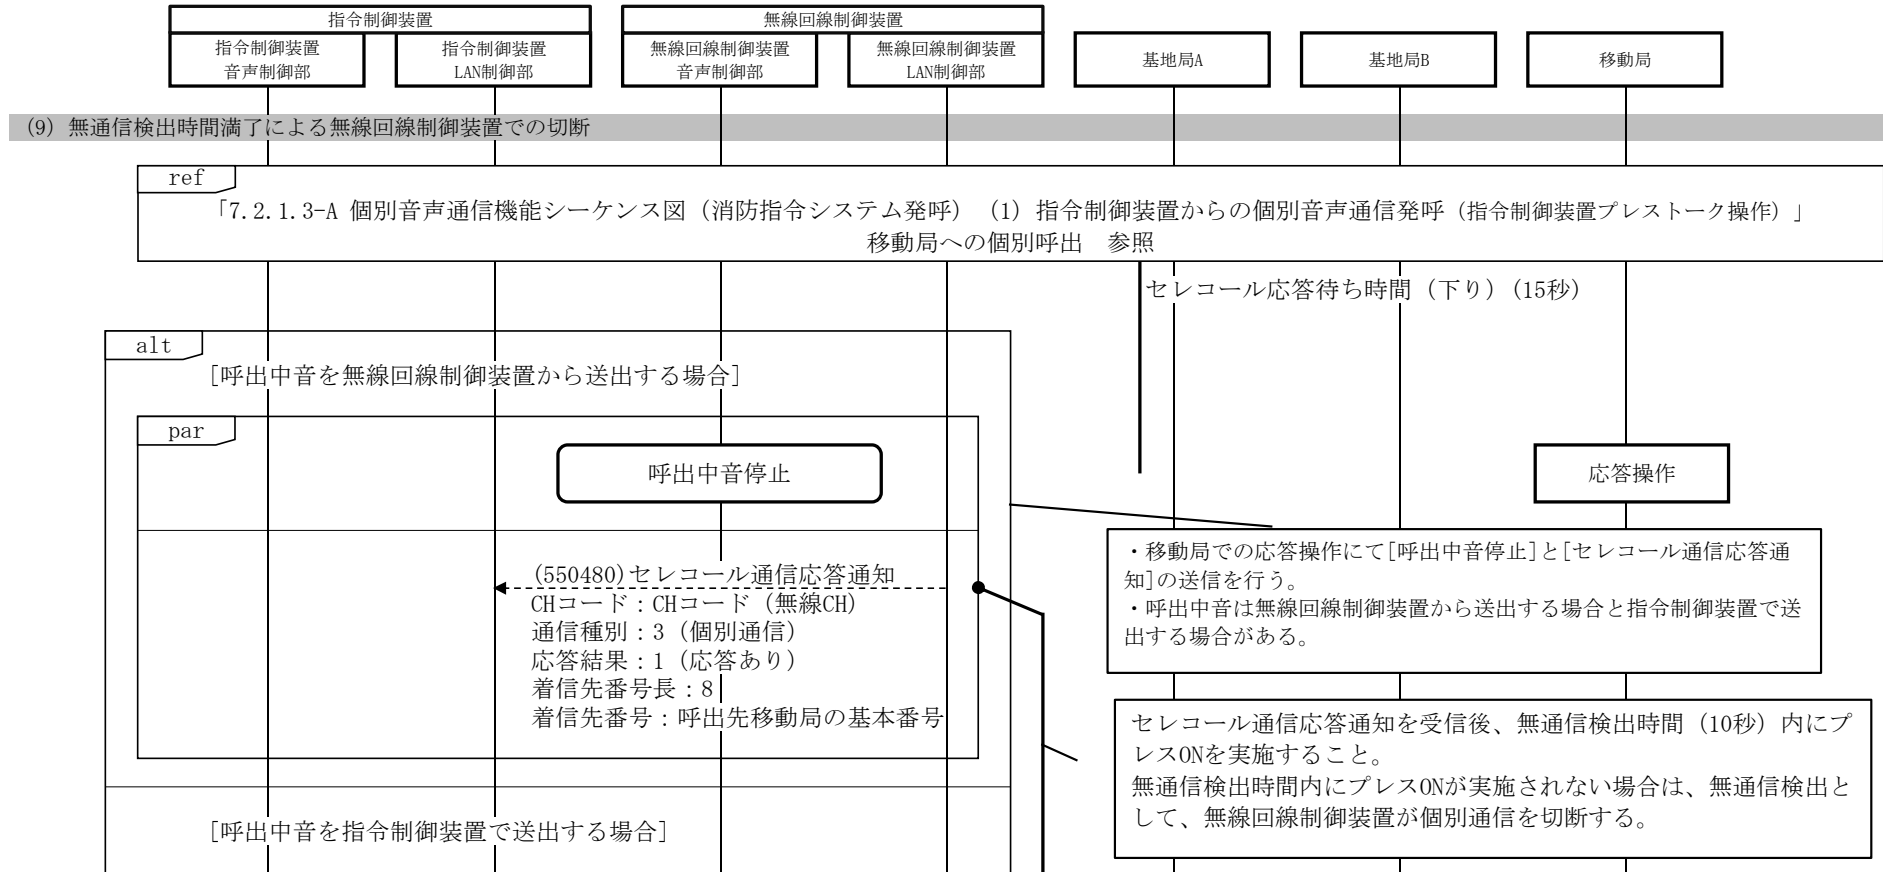 指令制御装置
無線回線制御装置
指令制御装置
音声制御部
指令制御装置
LAN制御部
無線回線制御装置
音声制御部
無線回線制御装置
LAN制御部
基地局A
基地局B
移動局
(9) 無通信検出時間満了による無線回線制御装置での切断
ref
「7.2.1.3-A 個別音声通信機能シーケンス図（消防指令システム発呼）（1）指令制御装置からの個別音声通信発呼（指令制御装置プレストーク操作）」
移動局への個別呼出　参照
セレコール応答待ち時間（下り）(15秒)
alt
[呼出中音を無線回線制御装置から送出する場合]
par
呼出中音停止
応答操作
(550480)セレコール通信応答通知
CHコード：CHコード（無線CH）
通信種別：3（個別通信）
応答結果：1（応答あり）
着信先番号長：8
着信先番号：呼出先移動局の基本番号
・移動局での応答操作にて[呼出中音停止]と[セレコール通信応答通
知]の送信を行う。
・呼出中音は無線回線制御装置から送出する場合と指令制御装置で送
出する場合がある。
セレコール通信応答通知を受信後、無通信検出時間（10秒）内にプ
レスONを実施すること。
無通信検出時間内にプレスONが実施されない場合は、無通信検出と
して、無線回線制御装置が個別通信を切断する。
[呼出中音を指令制御装置で送出する場合]